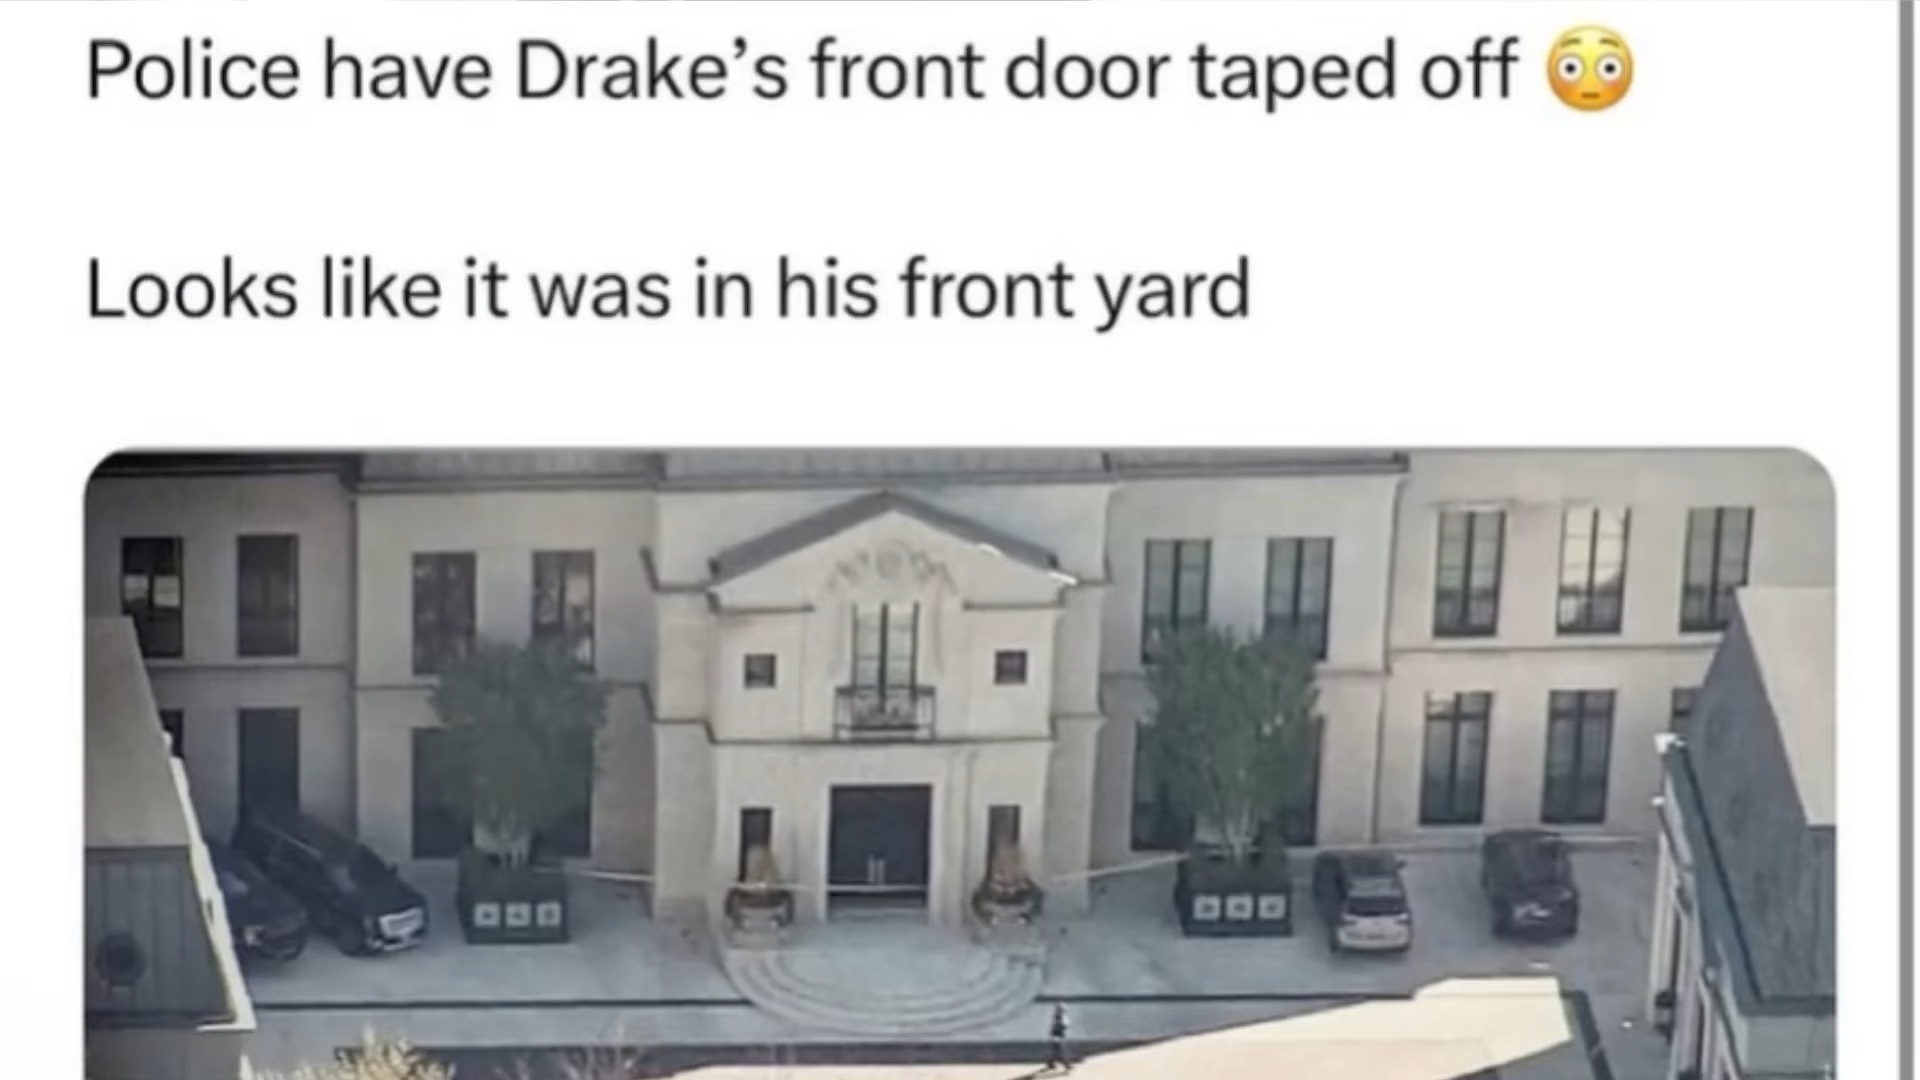 Police have Drake’s front door taped off 😳
Looks like it was in his front yard